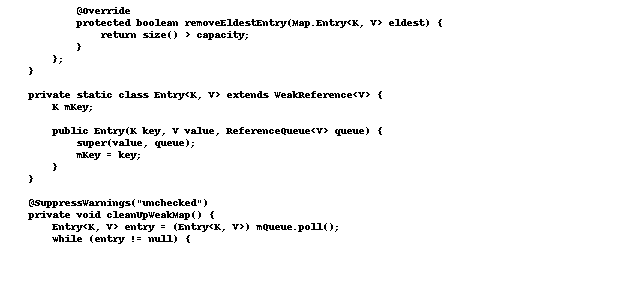 @Override
protected boolean removeEldestEntry(Map.Entry<K, V> eldest) {
return size() > capacity;
}
};
}
private static class Entry<K, V> extends WeakReference<V> {
K mKey;
public Entry(K key, V value, ReferenceQueue<V> queue) {
super(value, queue);
mKey = key;
}
}
@SuppressWarnings("unchecked")
private void cleanUpWeakMap() {
Entry<K, V> entry = (Entry<K, V>) mQueue.poll();
while (entry != null) {